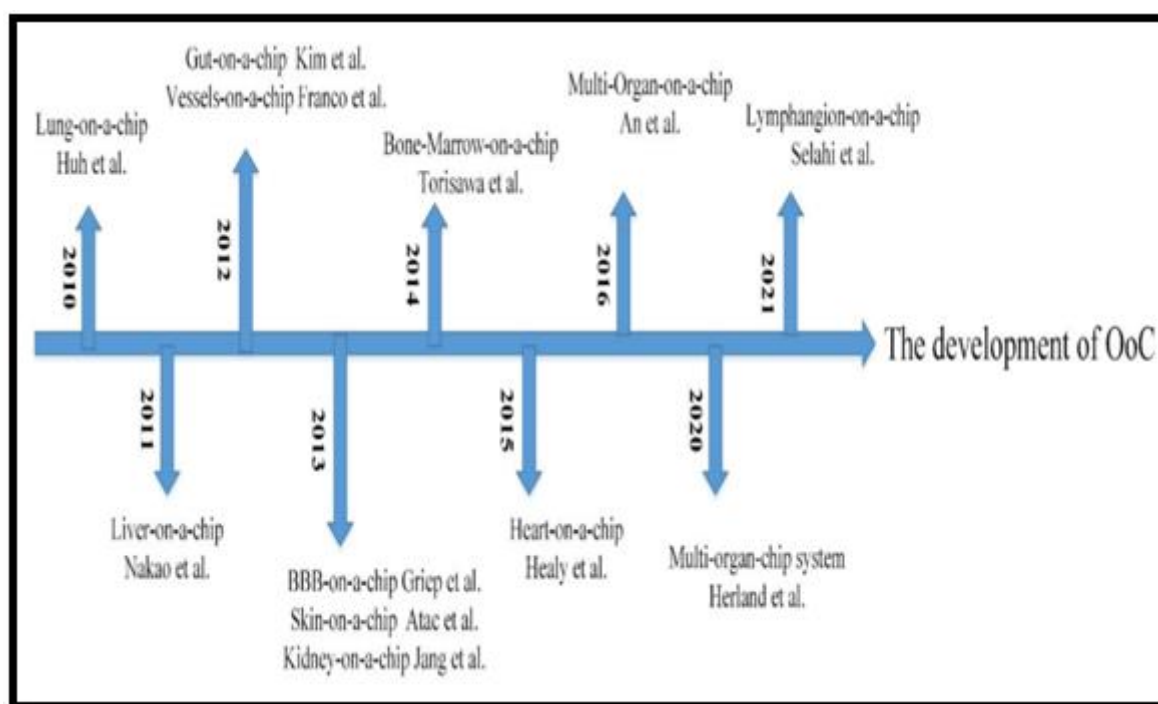 Lung-on-a-chip
Huh et al.
2010
2011
Liver-on-a-chip
Nakao et al.
Gut-on-a-chip Kim et al.
Vessels-on-a-chip Franco et al.
2012
2013
BBB-on-a-chip Griep et al.
Skin-on-a-chip Atac et al.
Kidney-on-a-chip Jang et al.
Bone-Marrow-on-a-chip
Torisawa et al.
2014
2015
Heart-on-a-chip
Healy et al.
Multi-Organ-on-a-chip
An et al.
2016
2020
Multi-organ-chip system
Herland et al.
Lymphangion-on-a-chip
Selahi et al.
2021
The development of OoC